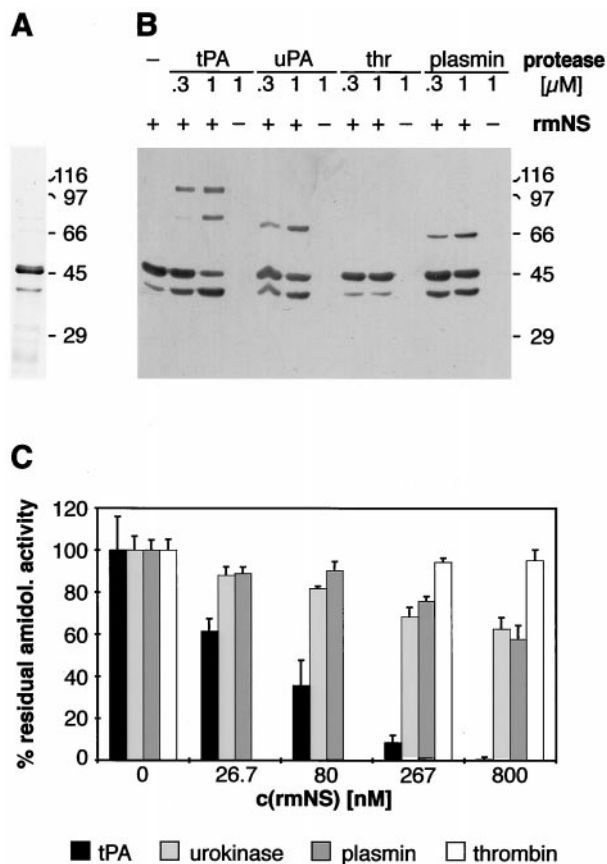 A
B
– tPA uPA thr plasmin protease
.3 1 1 .3 1 1 .3 1 1 .3 1 1 [µM]
+ + + – + + – + + – + + – rmNS
116 116
97 97
66 66
45 45
29 29
C
% residual amidol. activity
120
100
80
60
40
20
0
0 26.7 80 267 800
c(rmNS) [nM]
tPA urokinase plasmin thrombin